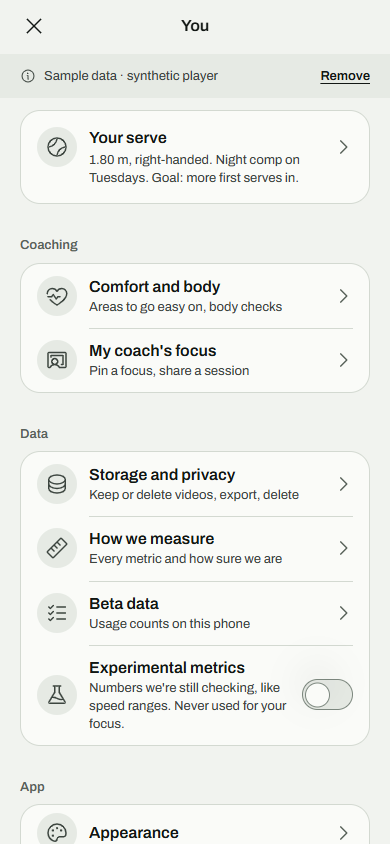 You
Sample data · synthetic player
Remove
Your serve
1.80 m, right-handed. Night comp on
Tuesdays. Goal: more first serves in.
Coaching
Comfort and body
Areas to go easy on, body checks
My coach's focus
Pin a focus, share a session
Data
Storage and privacy
Keep or delete videos, export, delete
How we measure
Every metric and how sure we are
Beta data
Usage counts on this phone
Experimental metrics
Numbers we're still checking, like
speed ranges. Never used for your
focus.
App
Appearance